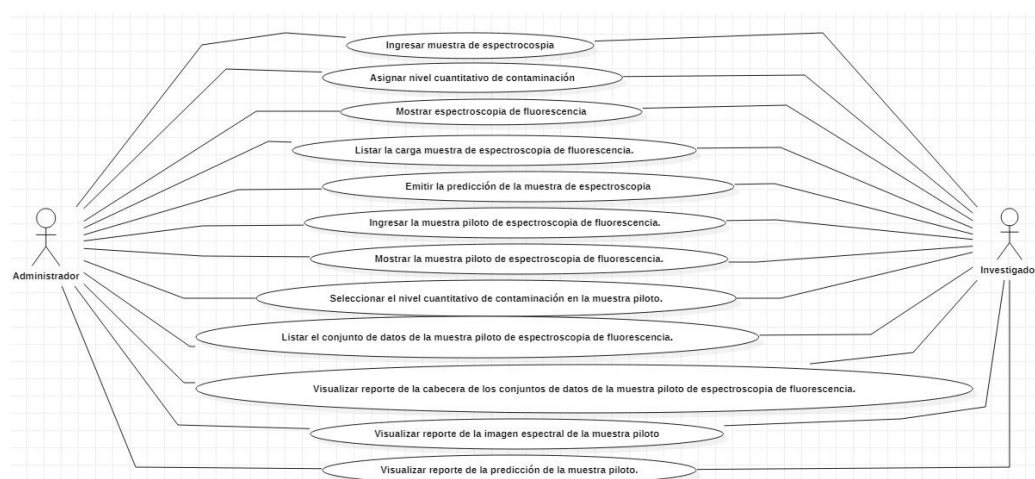 Ingresar muestra de espectrocospia
Asignar nivel cuantitativo de contaminación
Mostrar espectroscopia de fluorescencia
Listar la carga muestra de espectroscopia de fluorescencia.
Emitir la predicción de la muestra de espectroscopia
Ingresar la muestra piloto de espectroscopia de fluorescencia.
Mostrar la muestra piloto de espectroscopia de fluorescencia.
Administrador
Investigado
Seleccionar el nivel cuantitativo de contaminación en la muestra piloto.
Listar el conjunto de datos de la muestra piloto de espectroscopia de fluorescencia.
Visualizar reporte de la cabecera de los conjuntos de datos de la muestra piloto de espectroscopia de fluorescencia.
Visualizar reporte de la imagen espectral de la muestra piloto
Visualizar reporte de la predicción de la muestra piloto.